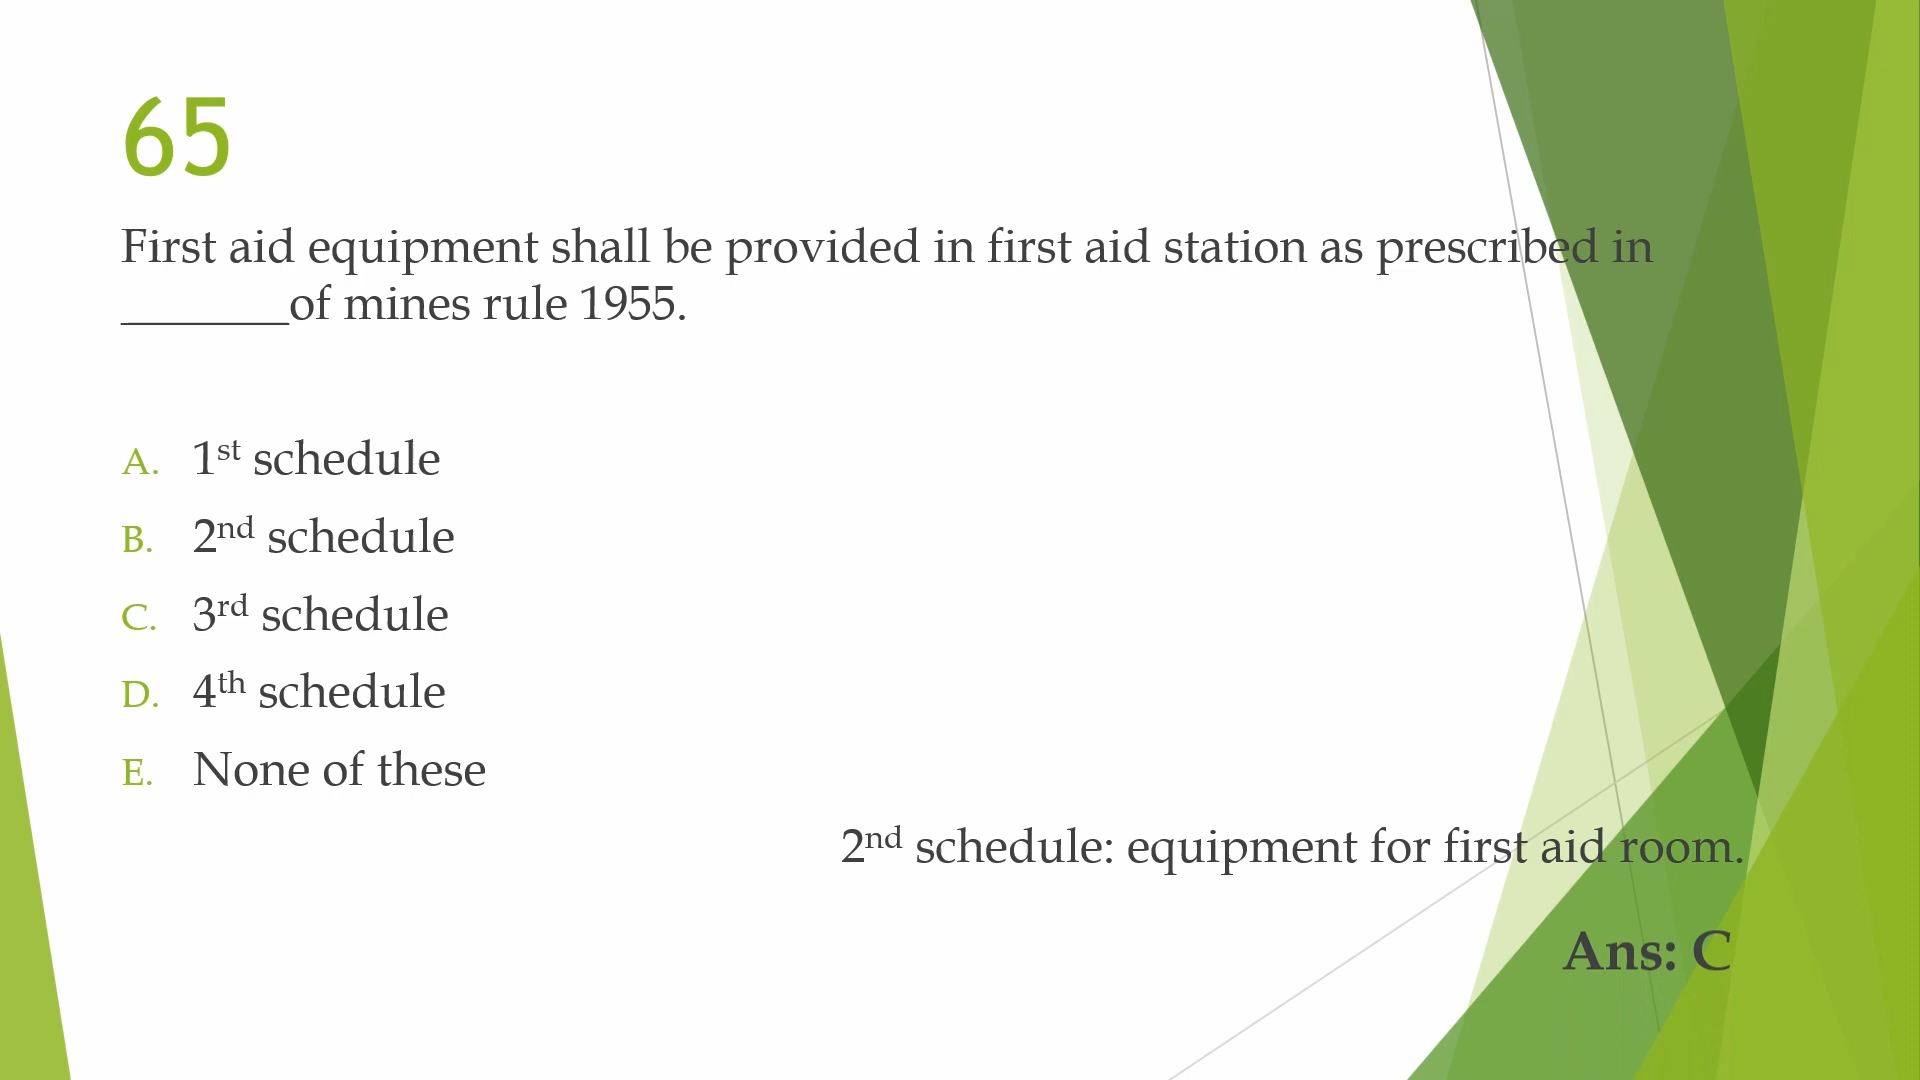 65
First aid equipment shall be provided in first aid station as prescribed in
_______of mines rule 1955.
A. 1st schedule
B. 2nd schedule
C. 3rd schedule
D. 4th schedule
E. None of these
2nd schedule: equipment for first aid room.
Ans: C